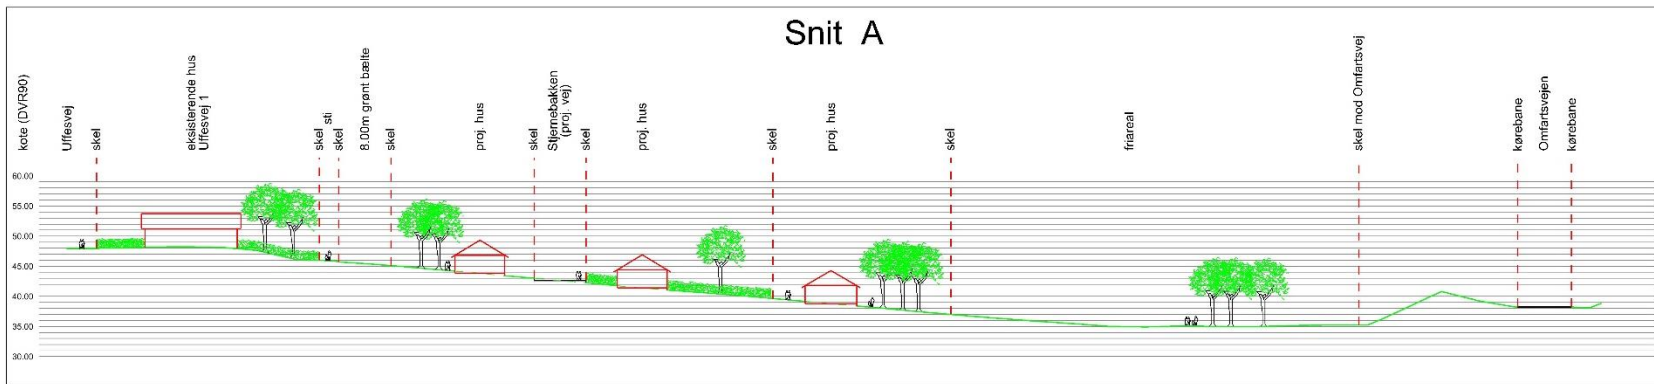 Snit A
kote (DVR90)
Uffesvej
skel
eksisterende hus
Uffesvej 1
skel
sti
skel
8.00m grønt bælte
skel
proj. hus
skel
Stjernebakken
(proj. vej)
skel
proj. hus
skel
proj. hus
skel
friareal
skel mod Omfartsvej
kørebane
Omfartsvejen
kørebane
60.00
55.00
50.00
45.00
40.00
35.00
30.00